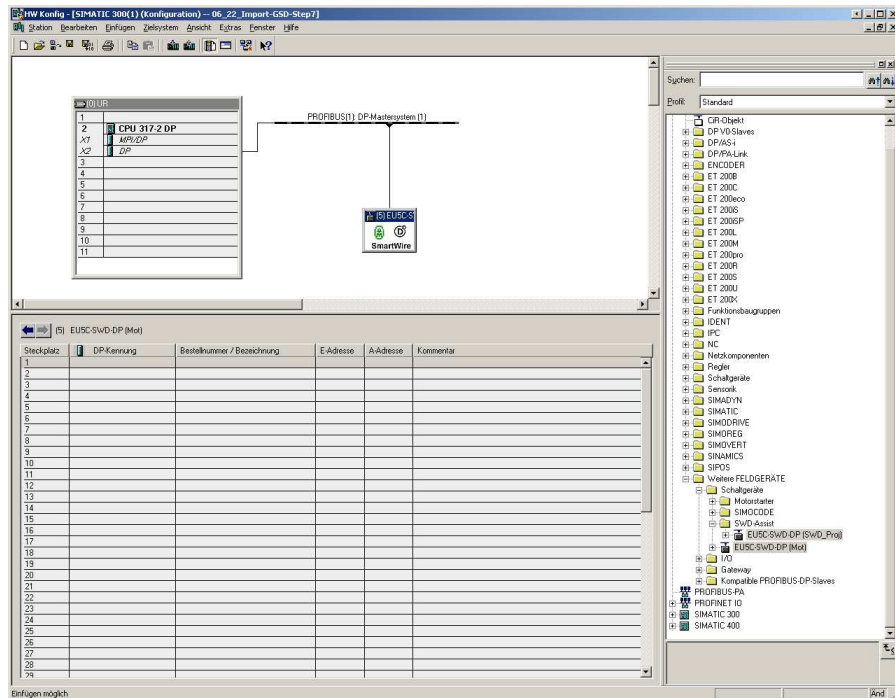 HW Konfig - [SIMATIC 300(1) (Konfiguration) -- 06_22_Import-GSD-Step7]
Station Bearbeiten Einfügen Zielsystem Ansicht Extras Fenster Hilfe
(0) UR
1
2 CPU 317-2 DP
X1 MPI/DP
X2 DP
3
4
5
6
7
8
9
10
11
PROFIBUS(1): DP-Mastersystem (1)
(5) EU5C-S
SmartWire
(5) EU5C-SWD-DP (Mot)
Steckplatz DP-Kennung Bestellnummer / Bezeichnung E-Adresse A-Adresse Kommentar
1
2
3
4
5
6
7
8
9
10
11
12
13
14
15
16
17
18
19
20
21
22
23
24
25
26
27
28
29
Einfügen möglich
Suchen:
Profil: Standard
CiR-Objekt
DP V0-Slaves
DP/AS-i
DP/PA-Link
ENCODER
ET 200B
ET 200C
ET 200eco
ET 200iS
ET 200iSP
ET 200L
ET 200M
ET 200pro
ET 200R
ET 200S
ET 200U
ET 200X
Funktionsbaugruppen
IDENT
IPC
NC
Netzkomponenten
Regler
Schaltgeräte
Sensorik
SIMADYN
SIMATIC
SIMODRIVE
SIMOREG
SIMOVERT
SINAMICS
SIPOS
Weitere FELDGERÄTE
Schaltgeräte
Motorstarter
SIMOCODE
SWD-Assist
EU5C-SWD-DP (SWD_Proj)
EU5C-SWD-DP (Mot)
I/O
Gateway
Kompatible PROFIBUS-DP-Slaves
PROFIBUS-PA
PROFINET IO
SIMATIC 300
SIMATIC 400
Änd